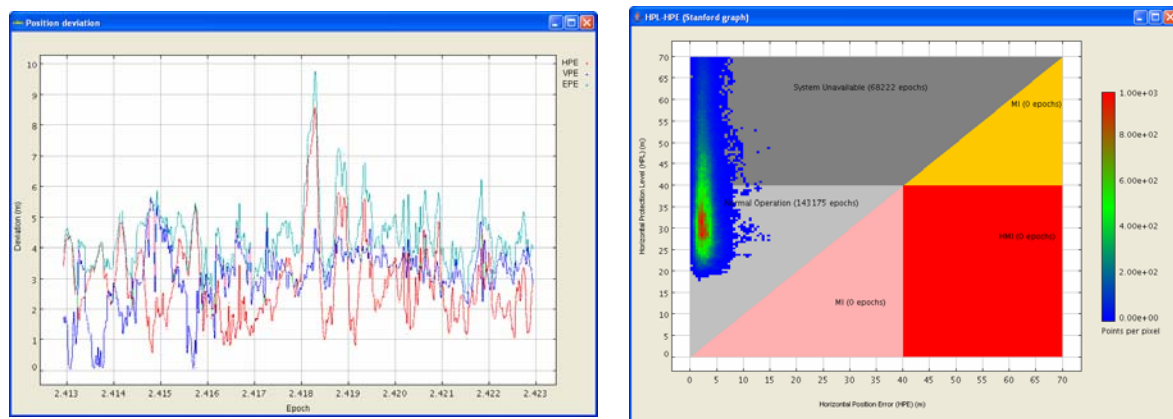 Position deviation
HPE
VPE
EPE
10
9
8
7
6
5
4
3
2
1
0
Deviation (m)
2.413
2.414
2.415
2.416
2.417
2.418
2.419
2.420
2.421
2.422
2.423
Epoch
HPL-HPE (Stanford graph)
70
65
60
55
50
45
40
35
30
25
20
15
10
5
0
Horizontal Protection Level (HPL) (m)
System Unavailable (68222 epochs)
MI (0 epochs)
Normal Operation (143175 epochs)
HMI (0 epochs)
MI (0 epochs)
0
5
10
15
20
25
30
35
40
45
50
55
60
65
70
Horizontal Position Error (HPE) (m)
1.00e+03
8.00e+02
6.00e+02
4.00e+02
2.00e+02
0.00e+00
Points per pixel